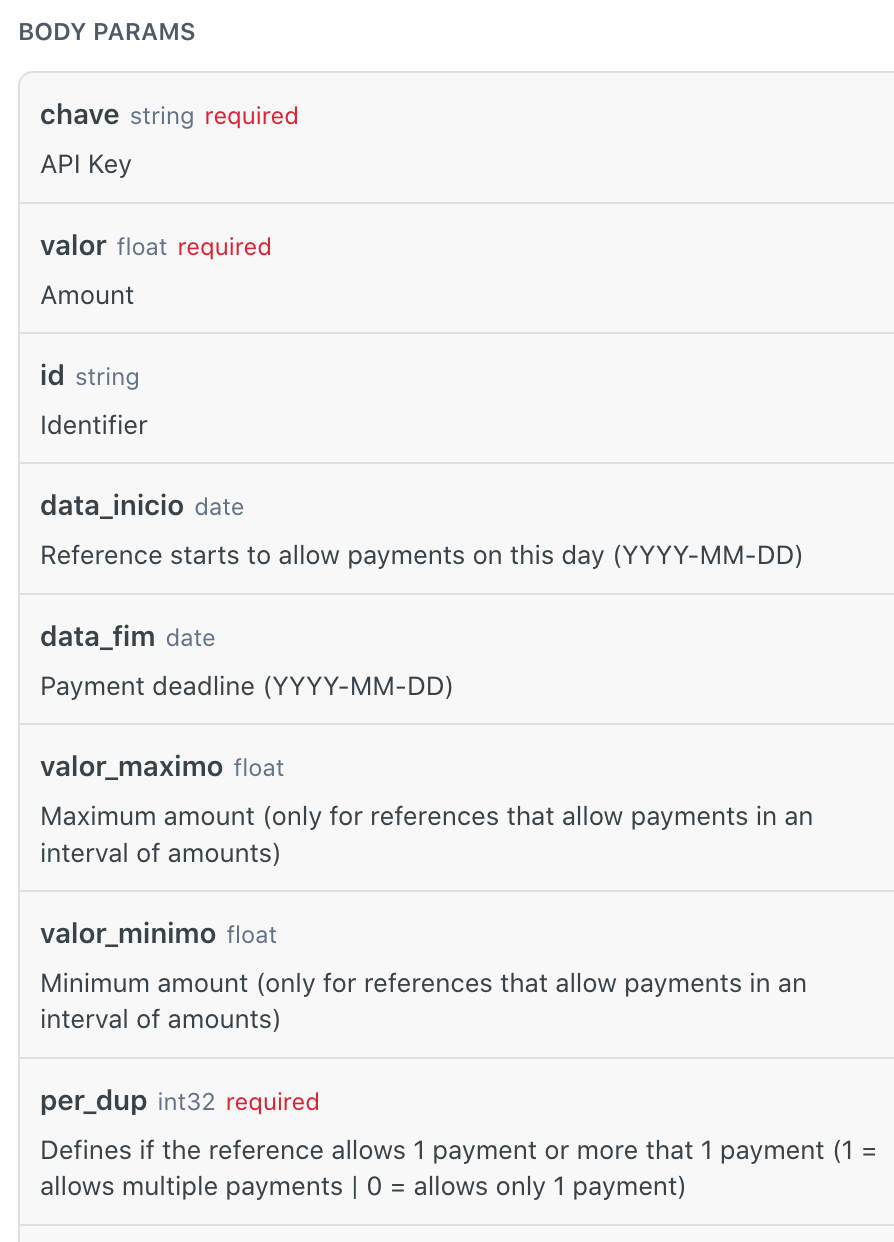 BODY PARAMS
chave string required
API Key
valor float required
Amount
id string
Identifier
data_inicio date
Reference starts to allow payments on this day (YYYY-MM-DD)
data_fim date
Payment deadline (YYYY-MM-DD)
valor_maximo float
Maximum amount (only for references that allow payments in an
interval of amounts)
valor_minimo float
Minimum amount (only for references that allow payments in an
interval of amounts)
per_dup int32 required
Defines if the reference allows 1 payment or more that 1 payment (1 =
allows multiple payments | 0 = allows only 1 payment)